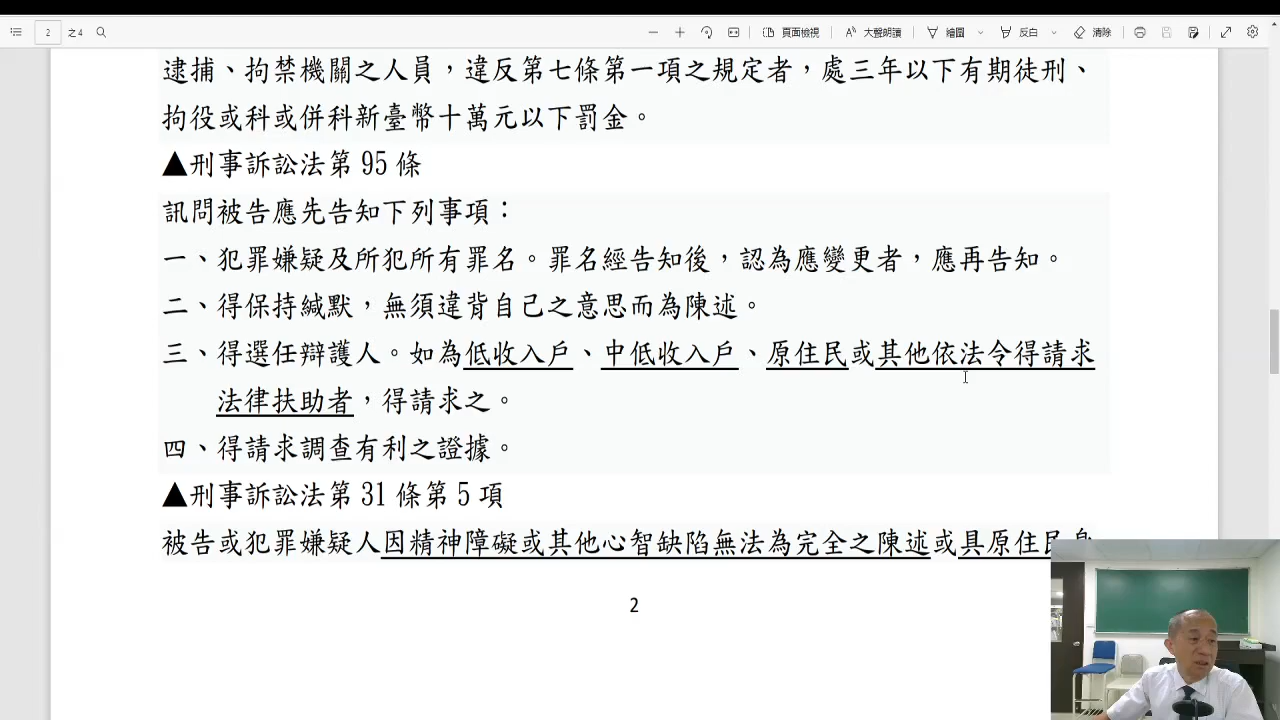 2 之4 頁面檢視 大聲朗讀 繪圖 反白 清除
逮捕、拘禁機關之人員，違反第七條第一項之規定者，處三年以下有期徒刑、
拘役或科或併科新臺幣十萬元以下罰金。
▲刑事訴訟法第 95 條
訊問被告應先告知下列事項：
一、犯罪嫌疑及所犯所有罪名。罪名經告知後，認為應變更者，應再告知。
二、得保持緘默，無須違背自己之意思而為陳述。
三、得選任辯護人。如為低收入戶、中低收入戶、原住民或其他依法令得請求
法律扶助者，得請求之。
四、得請求調查有利之證據。
▲刑事訴訟法第 31 條第 5 項
被告或犯罪嫌疑人因精神障礙或其他心智缺陷無法為完全之陳述或具原住民
2